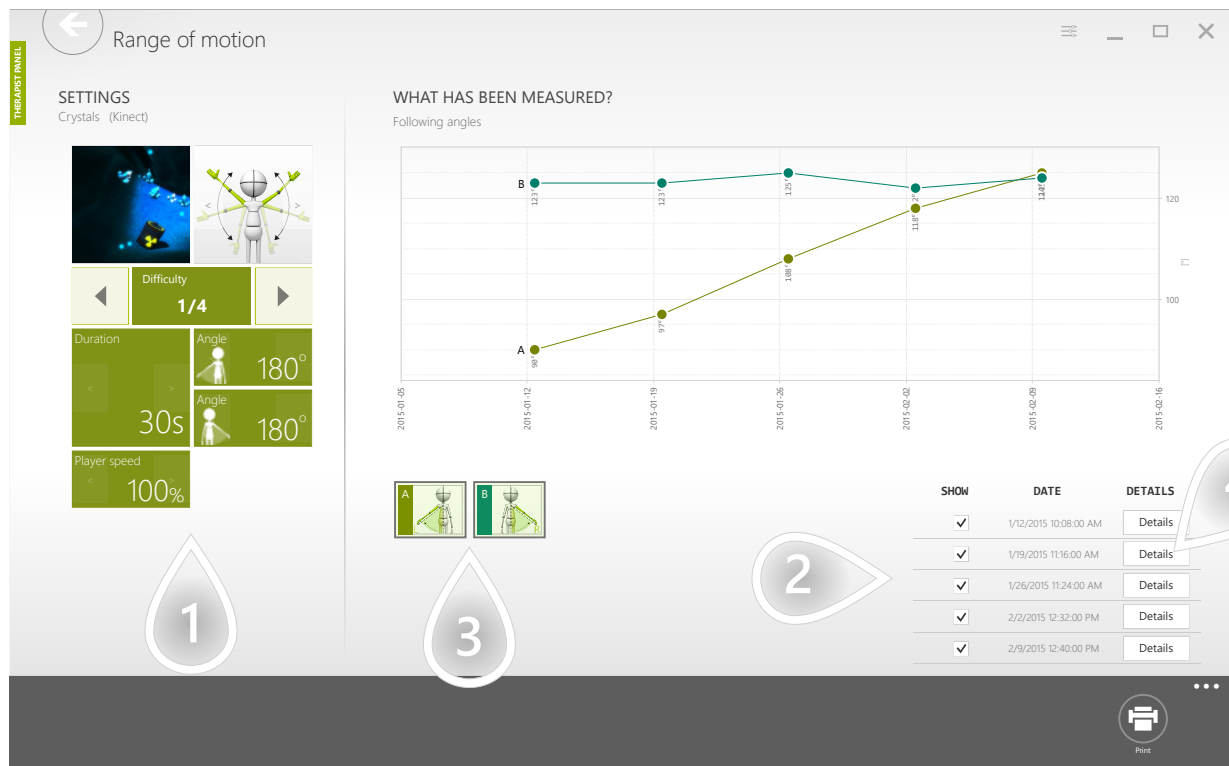 Range of motion
THERAPIST PANEL
SETTINGS
Crystals (Kinect)
Difficulty
1/4
Duration
30s
Angle
180°
Angle
180°
Player speed
100%
WHAT HAS BEEN MEASURED?
Following angles
B
123°
123°
125°
A
90°
97°
108°
118°
120
100
[°]
2015-01-05
2015-01-12
2015-01-19
2015-01-26
2015-02-02
2015-02-09
2015-02-16
A
B
SHOW DATE DETAILS
1/12/2015 10:08:00 AM Details
1/19/2015 11:16:00 AM Details
1/26/2015 11:24:00 AM Details
2/2/2015 12:32:00 PM Details
2/9/2015 12:40:00 PM Details
1
2
3
Print